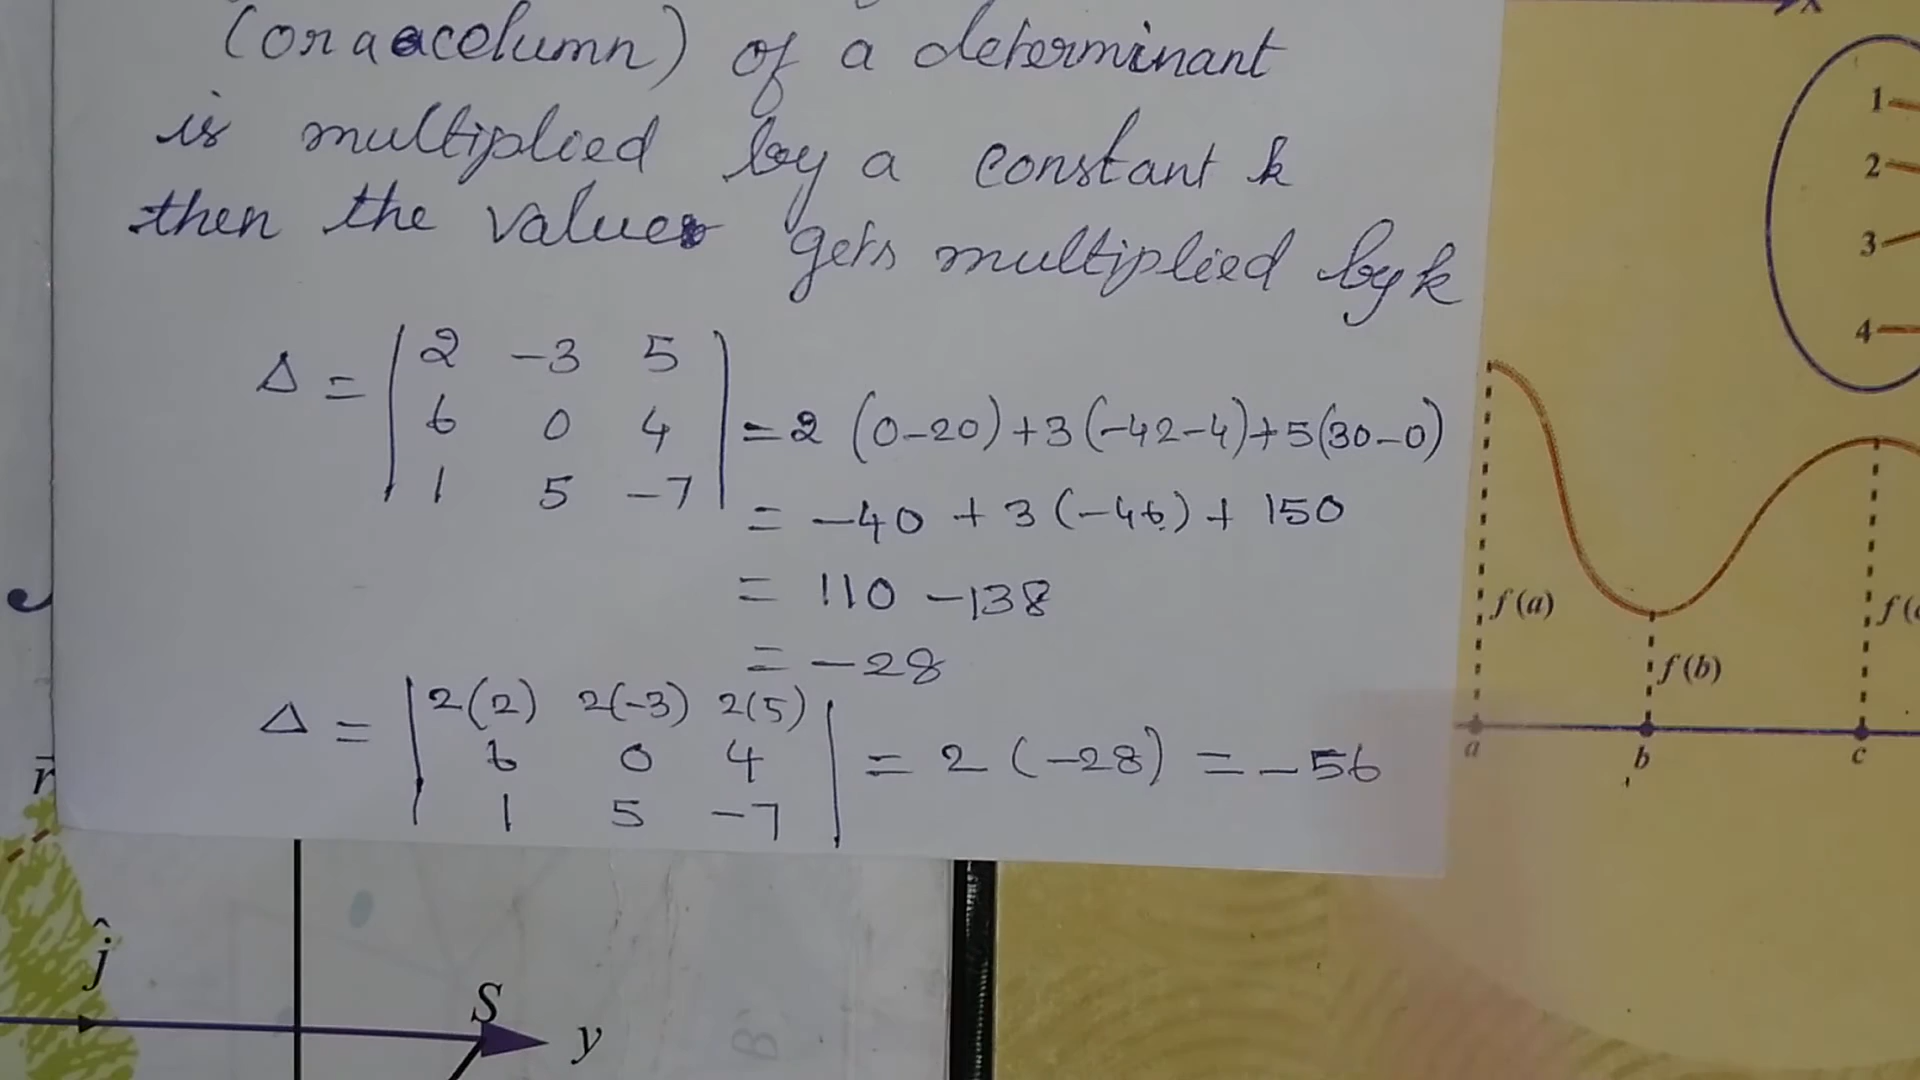 (or a a column) of a determinant
is multiplied by a constant k
then the values gets multiplied by k
Δ = | 2 -3 5 |
| 6 0 4 | = 2 (0-20)+3(-42-4)+5(30-0)
| 1 5 -7 |
= -40 + 3 (-46) + 150
= 110 -138
= -28
Δ = | 2(2) 2(-3) 2(5) |
| 6 0 4 | = 2 (-28) = -56
| 1 5 -7 |
x
1
2
3
4
f(a)
f(b)
a
b
c
r
ĵ
S
y
B